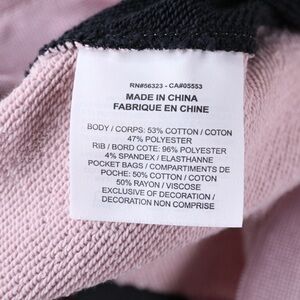 RN#56323 - CA#05553
MADE IN CHINA
FABRIQUE EN CHINE
BODY / CORPS: 53% COTTON / COTON
47% POLYESTER
RIB / BORD COTE: 96% POLYESTER
4% SPANDEX / ELASTHANNE
POCKET BAGS / COMPARTIMENTS DE
POCHE: 50% COTTON / COTON
50% RAYON / VISCOSE
EXCLUSIVE OF DECORATION /
DECORATION NON COMPRISE